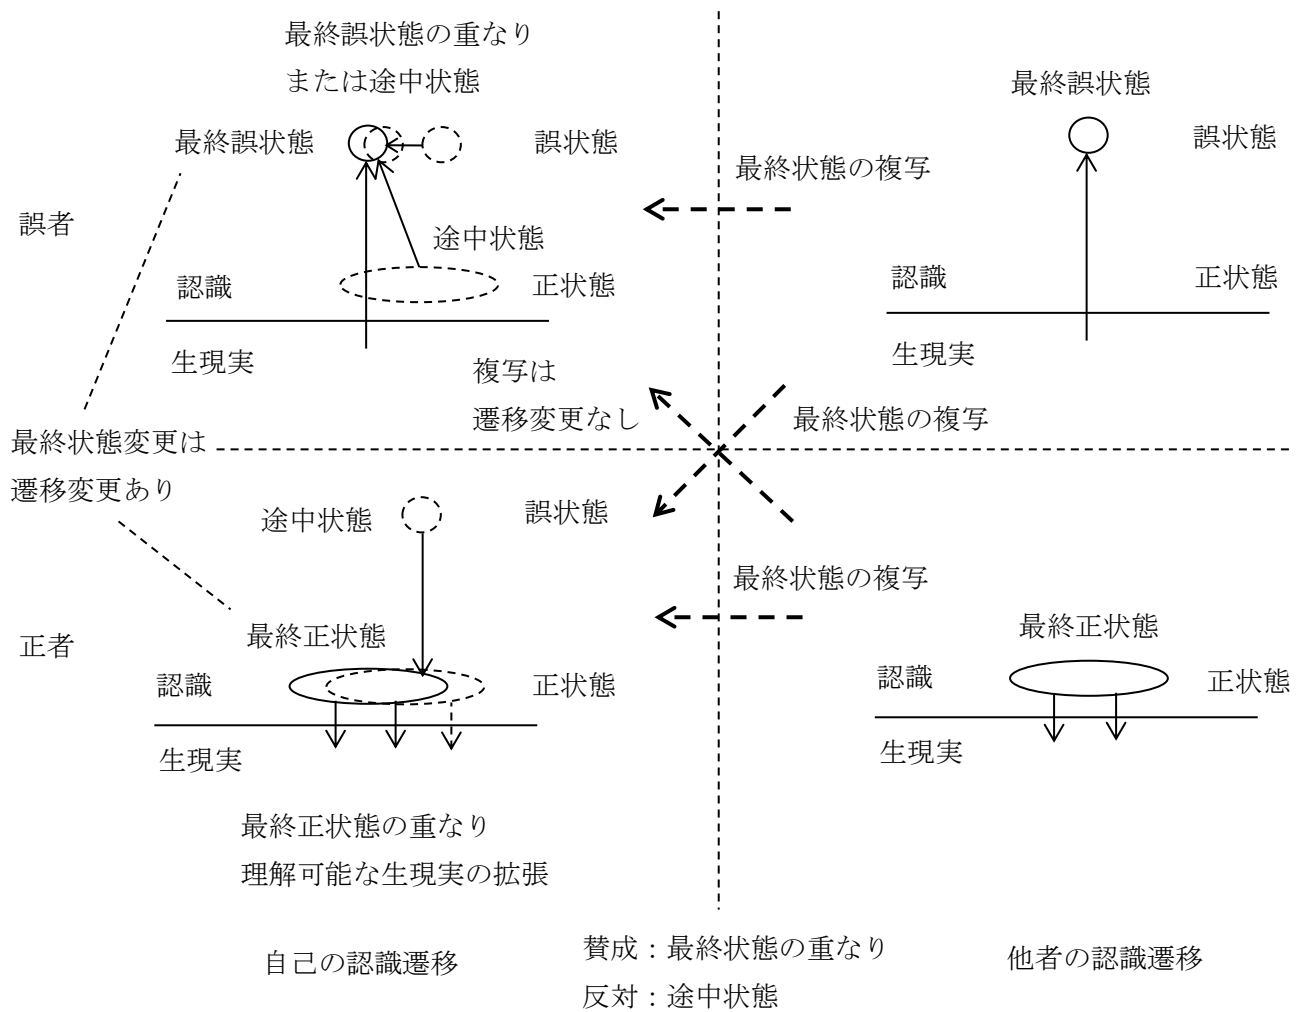 最終誤状態の重なり
または途中状態
最終誤状態
誤状態
最終誤状態
誤状態
最終状態の複写
誤者
途中状態
認識
正状態
認識
正状態
生現実
生現実
複写は
遷移変更なし
最終状態の複写
最終状態変更は
遷移変更あり
途中状態
誤状態
最終状態の複写
正者
最終正状態
最終正状態
認識
正状態
認識
正状態
生現実
生現実
最終正状態の重なり
理解可能な生現実の拡張
自己の認識遷移
賛成：最終状態の重なり
反対：途中状態
他者の認識遷移